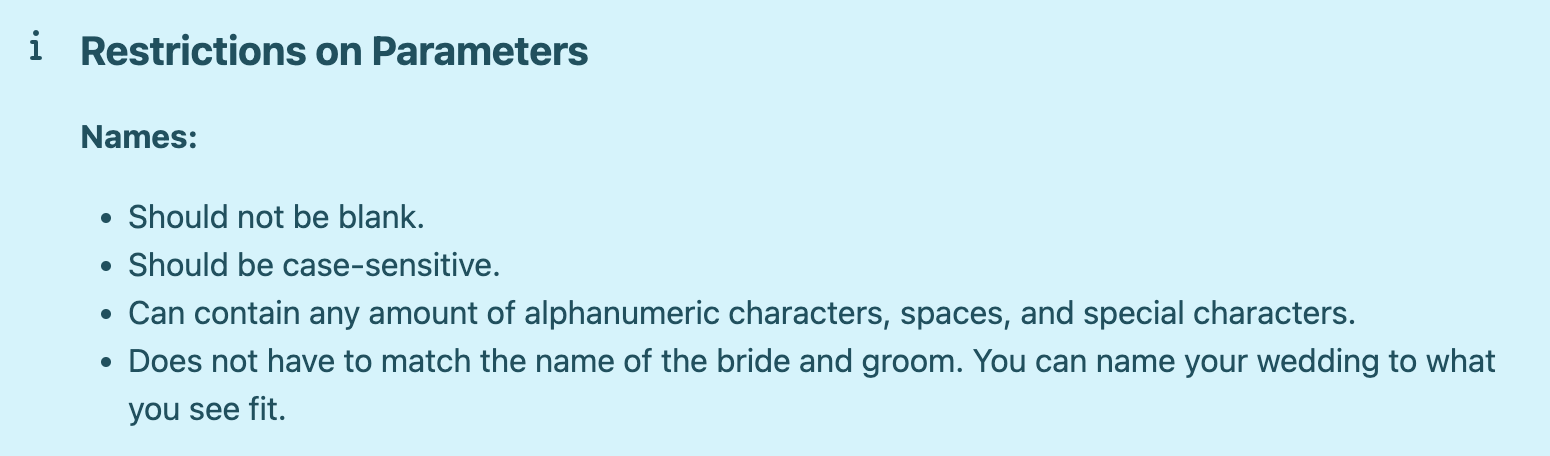 i Restrictions on Parameters
Names:
• Should not be blank.
• Should be case-sensitive.
• Can contain any amount of alphanumeric characters, spaces, and special characters.
• Does not have to match the name of the bride and groom. You can name your wedding to what
you see fit.